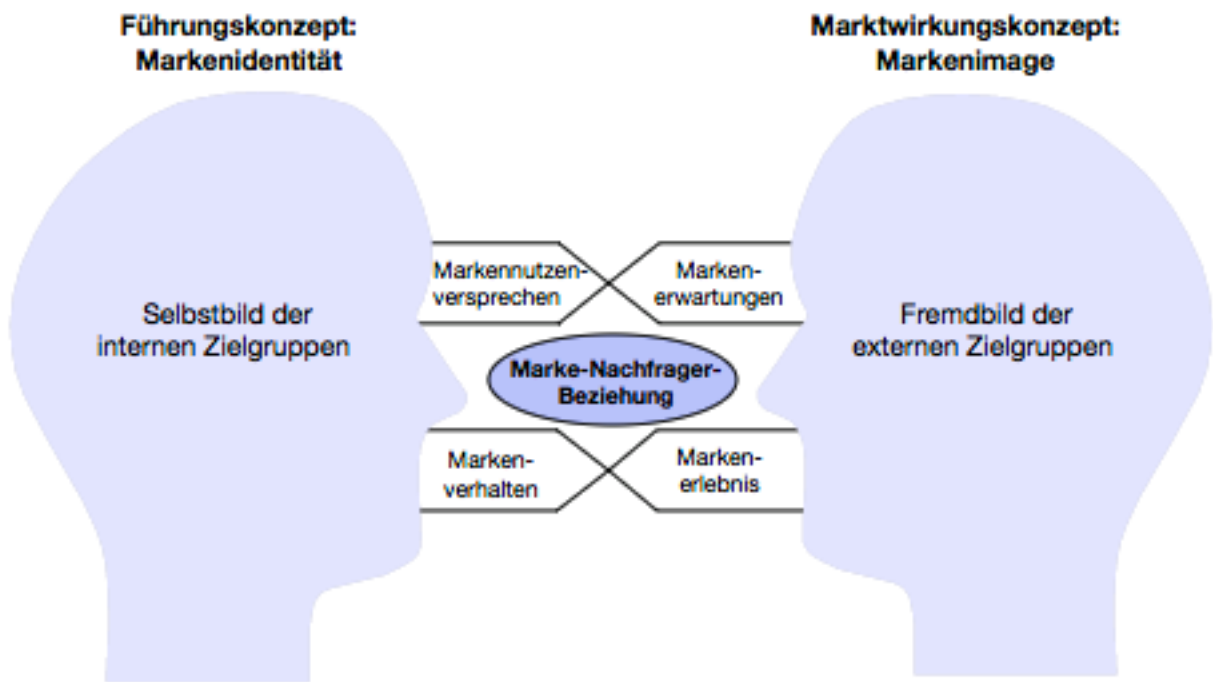 Führungskonzept:
Markenidentität
Marktwirkungskonzept:
Markenimage
Selbstbild der
internen Zielgruppen
Markennutzen-
versprechen
Marken-
erwartungen
Marke-Nachfrager-
Beziehung
Marken-
verhalten
Marken-
erlebnis
Fremdbild der
externen Zielgruppen